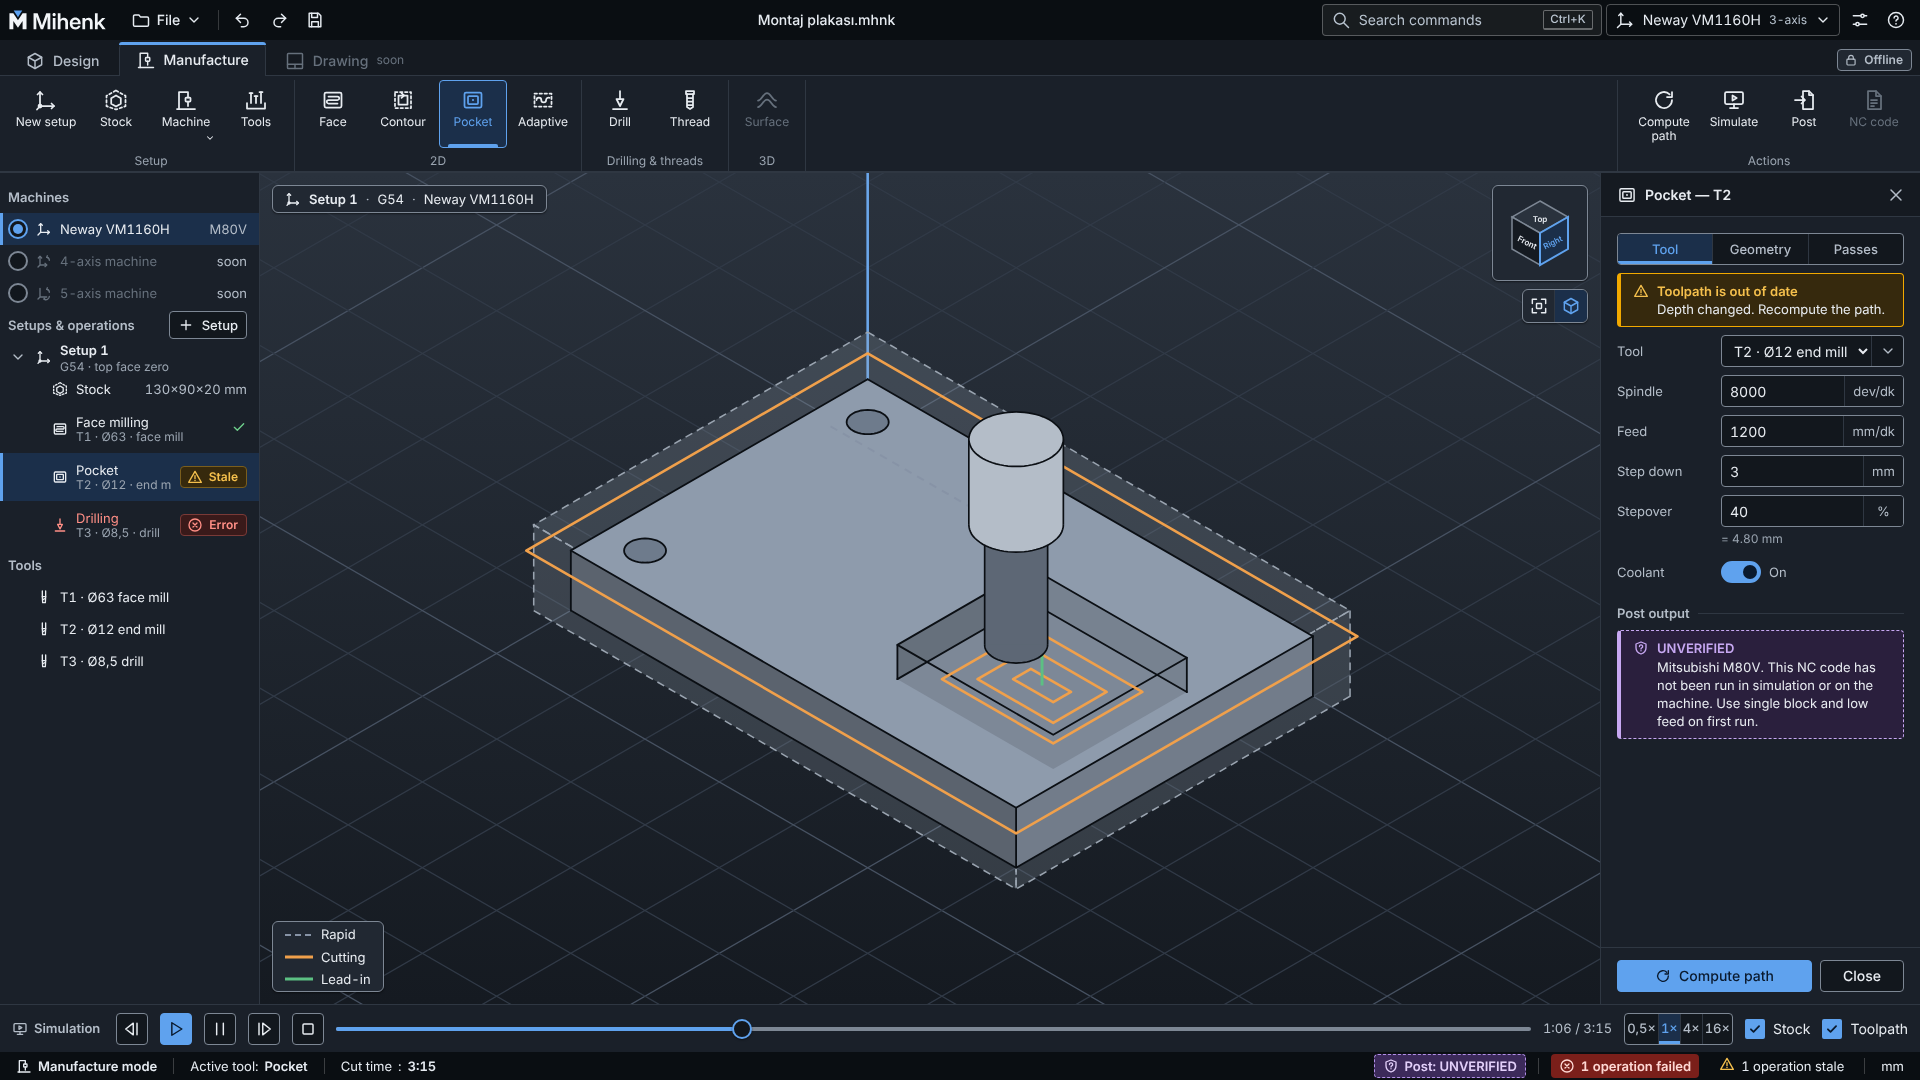 Mihenk
File
Montaj plakası.mhnk
Search commands
Ctrl+K
Neway VM1160H 3-axis
Design
Manufacture
Drawing soon
Offline
New setup
Stock
Machine
Tools
Setup
Face
Contour
Pocket
Adaptive
2D
Drill
Thread
Drilling & threads
Surface
3D
Compute path
Simulate
Post
NC code
Actions
Machines
Neway VM1160H M80V
4-axis machine soon
5-axis machine soon
Setups & operations
Setup
Setup 1
G54 · top face zero
Stock 130×90×20 mm
Face milling
T1 · Ø63 · face mill
Pocket
T2 · Ø12 · end m
Stale
Drilling
T3 · Ø8,5 · drill
Error
Tools
T1 · Ø63 face mill
T2 · Ø12 end mill
T3 · Ø8,5 drill
Setup 1 · G54 · Neway VM1160H
Top
Front
Right
Rapid
Cutting
Lead-in
Pocket — T2
Tool
Geometry
Passes
Toolpath is out of date
Depth changed. Recompute the path.
Tool T2 · Ø12 end mill
Spindle 8000 dev/dk
Feed 1200 mm/dk
Step down 3 mm
Stepover 40 %
= 4.80 mm
Coolant On
Post output
UNVERIFIED
Mitsubishi M80V. This NC code has
not been run in simulation or on the
machine. Use single block and low
feed on first run.
Compute path
Close
Simulation
1:06 / 3:15
0,5× 1× 4× 16×
Stock
Toolpath
Manufacture mode
Active tool: Pocket
Cut time : 3:15
Post: UNVERIFIED
1 operation failed
1 operation stale
mm